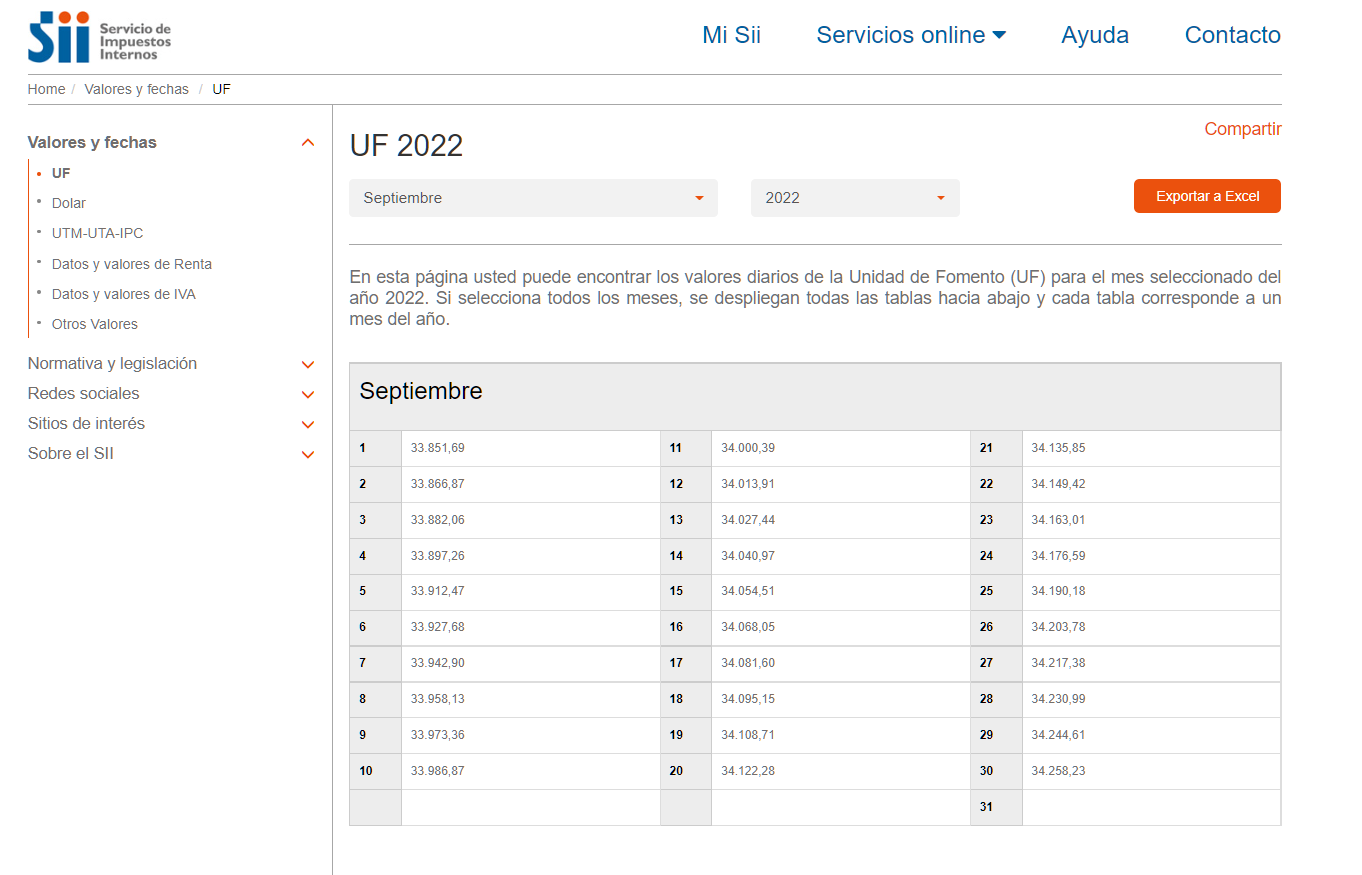 Sii Servicio de
Impuestos
Internos
Mi Sii Servicios online Ayuda Contacto
Home / Valores y fechas / UF
Valores y fechas
UF
Dolar
UTM-UTA-IPC
Datos y valores de Renta
Datos y valores de IVA
Otros Valores
Normativa y legislación
Redes sociales
Sitios de interés
Sobre el SII
Compartir
UF 2022
Septiembre 2022 Exportar a Excel
En esta página usted puede encontrar los valores diarios de la Unidad de Fomento (UF) para el mes seleccionado del
año 2022. Si selecciona todos los meses, se despliegan todas las tablas hacia abajo y cada tabla corresponde a un
mes del año.
Septiembre
1 33.851,69 11 34.000,39 21 34.135,85
2 33.866,87 12 34.013,91 22 34.149,42
3 33.882,06 13 34.027,44 23 34.163,01
4 33.897,26 14 34.040,97 24 34.176,59
5 33.912,47 15 34.054,51 25 34.190,18
6 33.927,68 16 34.068,05 26 34.203,78
7 33.942,90 17 34.081,60 27 34.217,38
8 33.958,13 18 34.095,15 28 34.230,99
9 33.973,36 19 34.108,71 29 34.244,61
10 33.986,87 20 34.122,28 30 34.258,23
31